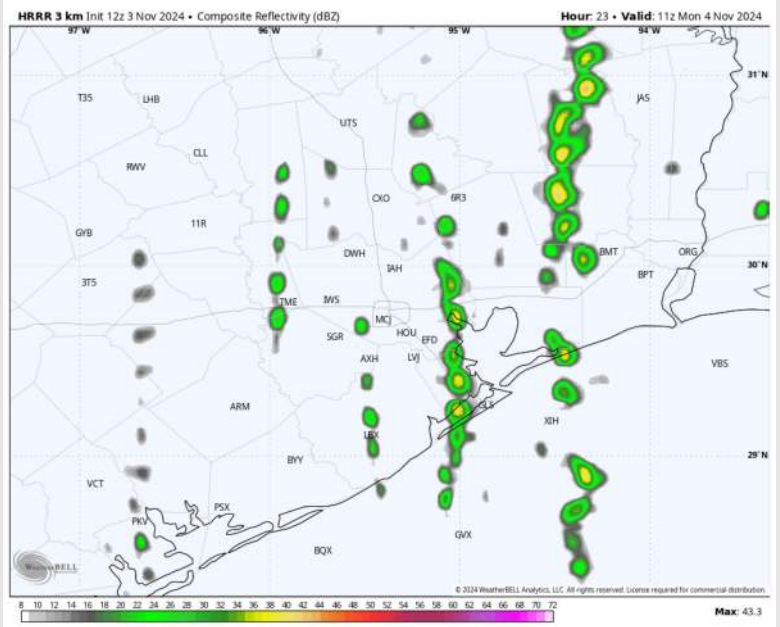 HRRR 3 km Init 12z 3 Nov 2024 • Composite Reflectivity (dBZ) Hour: 23 • Valid: 11z Mon 4 Nov 2024
97°W 96°W 95°W 94°W
31°N
T35 LHB JAS
UTS
CLL
RWV
CXO 6R3
11R
GYB
DWH BMT ORG
IAH 30°N
3T5 BPT
TME IWS
MCJ
SGR HOU EFD
AXH LVJ VBS
ARM GLS
XIH
LBX
BYY 29°N
VCT
PSX
PKV
GVX
BQX
WeatherBELL
© 2024 WeatherBELL Analytics, LLC. All rights reserved. License required for commercial distribution.
8 10 12 14 16 18 20 22 24 26 28 30 32 34 36 38 40 42 44 46 48 50 52 54 56 58 60 62 64 66 68 70 72 Max: 43.3